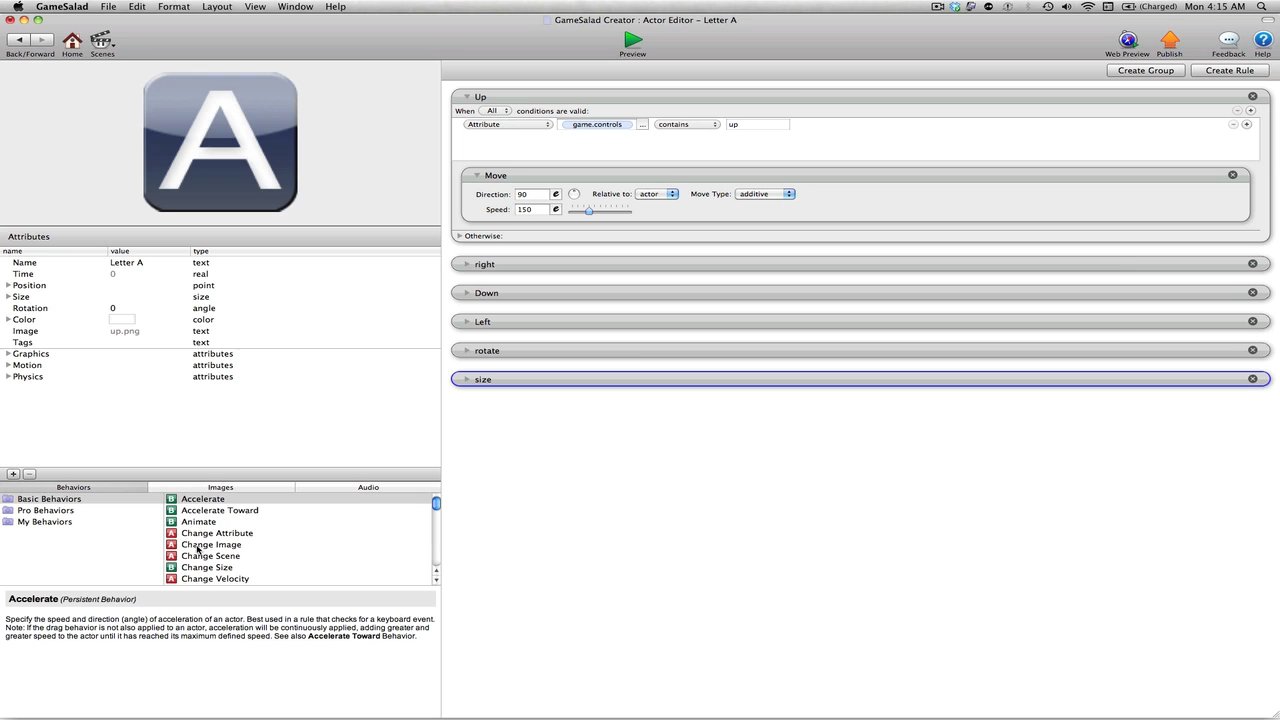 GameSalad File Edit Format Layout View Window Help (Charged) Mon 4:15 AM
GameSalad Creator : Actor Editor - Letter A
Back/Forward Home Scenes Preview Web Preview Publish Feedback Help
Create Group Create Rule
A
Up
When All conditions are valid:
Attribute game.controls ... contains up
Move
Direction: 90 e Relative to: actor Move Type: additive
Speed: 150 e
Otherwise:
right
Down
Left
rotate
size
Attributes
name value type
Name Letter A text
Time 0 real
Position point
Size size
Rotation 0 angle
Color color
Image up.png text
Tags text
Graphics attributes
Motion attributes
Physics attributes
Behaviors Images Audio
Basic Behaviors
Pro Behaviors
My Behaviors
B Accelerate
B Accelerate Toward
B Animate
A Change Attribute
A Change Image
A Change Scene
B Change Size
A Change Velocity
Accelerate (Persistent Behavior)
Specify the speed and direction (angle) of acceleration of an actor. Best used in a rule that checks for a keyboard event.
Note: If the drag behavior is not also applied to an actor, acceleration will be continuously applied, adding greater and
greater speed to the actor until it has reached its maximum defined speed. See also Accelerate Toward Behavior.